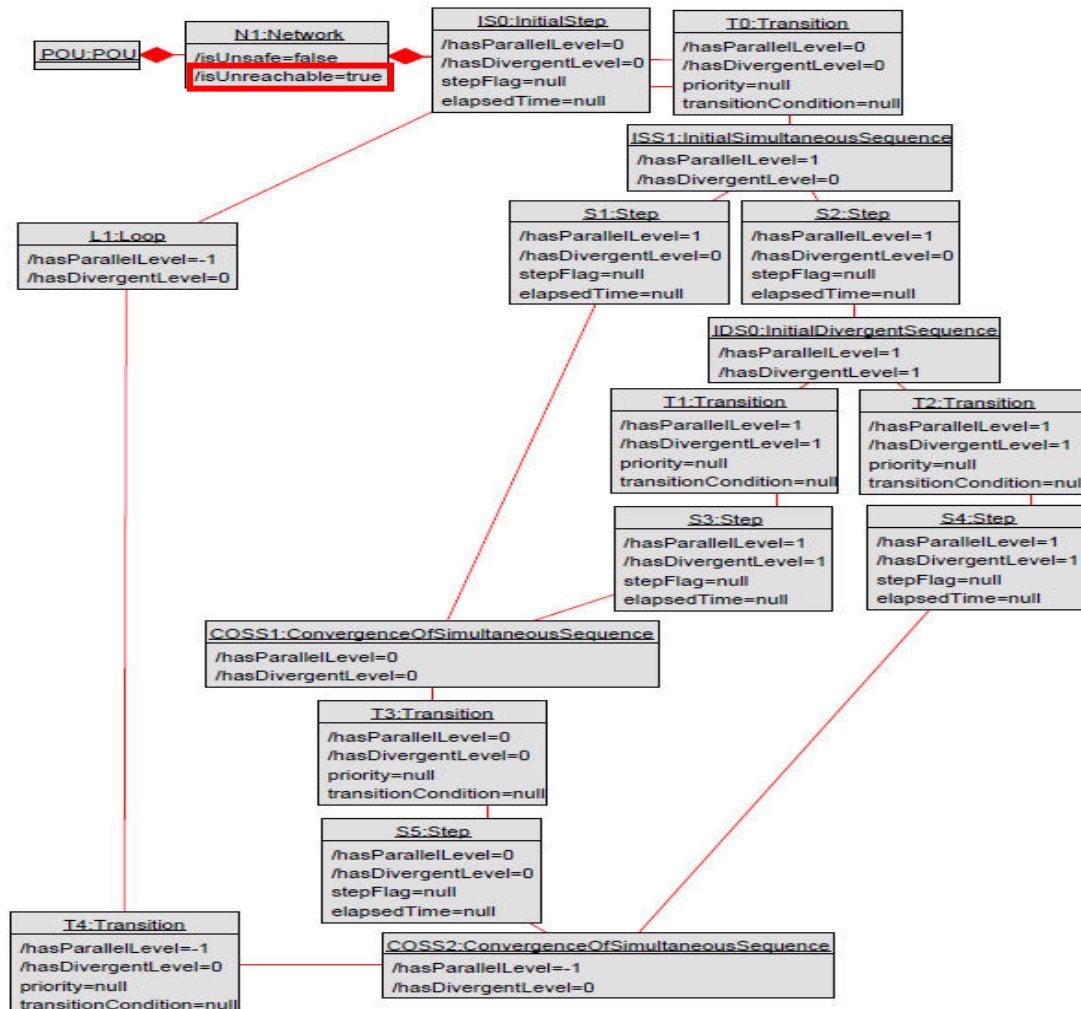 POU:POU
N1:Network
/isUnsafe=false
/isUnreachable=true
IS0:InitialStep
/hasParallelLevel=0
/hasDivergentLevel=0
stepFlag=null
elapsedTime=null
T0:Transition
/hasParallelLevel=0
/hasDivergentLevel=0
priority=null
transitionCondition=null
ISS1:InitialSimultaneousSequence
/hasParallelLevel=1
/hasDivergentLevel=0
S1:Step
/hasParallelLevel=1
/hasDivergentLevel=0
stepFlag=null
elapsedTime=null
S2:Step
/hasParallelLevel=1
/hasDivergentLevel=0
stepFlag=null
elapsedTime=null
L1:Loop
/hasParallelLevel=-1
/hasDivergentLevel=0
IDS0:InitialDivergentSequence
/hasParallelLevel=1
/hasDivergentLevel=1
T1:Transition
/hasParallelLevel=1
/hasDivergentLevel=1
priority=null
transitionCondition=null
T2:Transition
/hasParallelLevel=1
/hasDivergentLevel=1
priority=null
transitionCondition=null
S3:Step
/hasParallelLevel=1
/hasDivergentLevel=1
stepFlag=null
elapsedTime=null
S4:Step
/hasParallelLevel=1
/hasDivergentLevel=1
stepFlag=null
elapsedTime=null
COSS1:ConvergenceOfSimultaneousSequence
/hasParallelLevel=0
/hasDivergentLevel=0
T3:Transition
/hasParallelLevel=0
/hasDivergentLevel=0
priority=null
transitionCondition=null
S5:Step
/hasParallelLevel=0
/hasDivergentLevel=0
stepFlag=null
elapsedTime=null
T4:Transition
/hasParallelLevel=-1
/hasDivergentLevel=0
priority=null
transitionCondition=null
COSS2:ConvergenceOfSimultaneousSequence
/hasParallelLevel=-1
/hasDivergentLevel=0